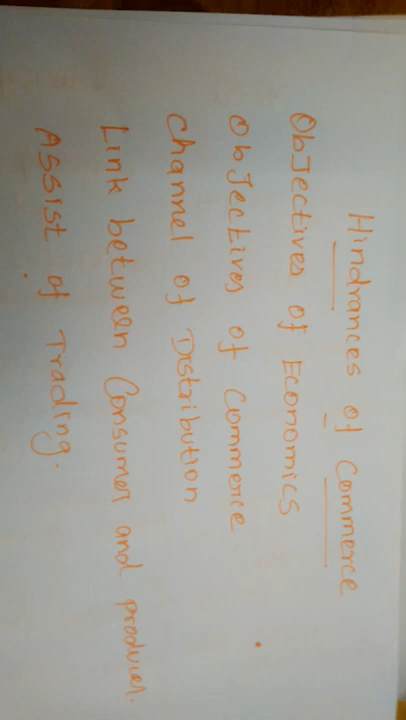 Hindrances of Commerce
Objectives of Economics
Objectives of Commerce
Channel of Distribution
Link between Consumer and producer.
Assist of Trading.